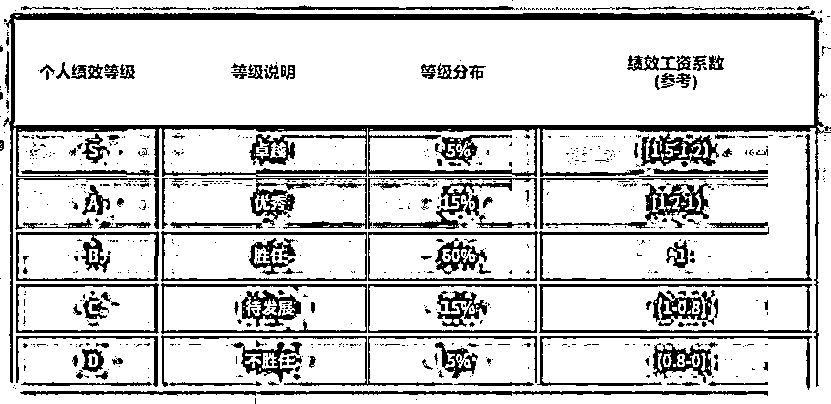 个人绩效等级 等级说明 等级分布 绩效工资系数
(参考)
S 卓越 5% [1.5-1.2)
A 优秀 15% [1.2-1)
B 胜任 60% 1
C 待发展 15% (1-0.8]
D 不胜任 5% (0.8-0]